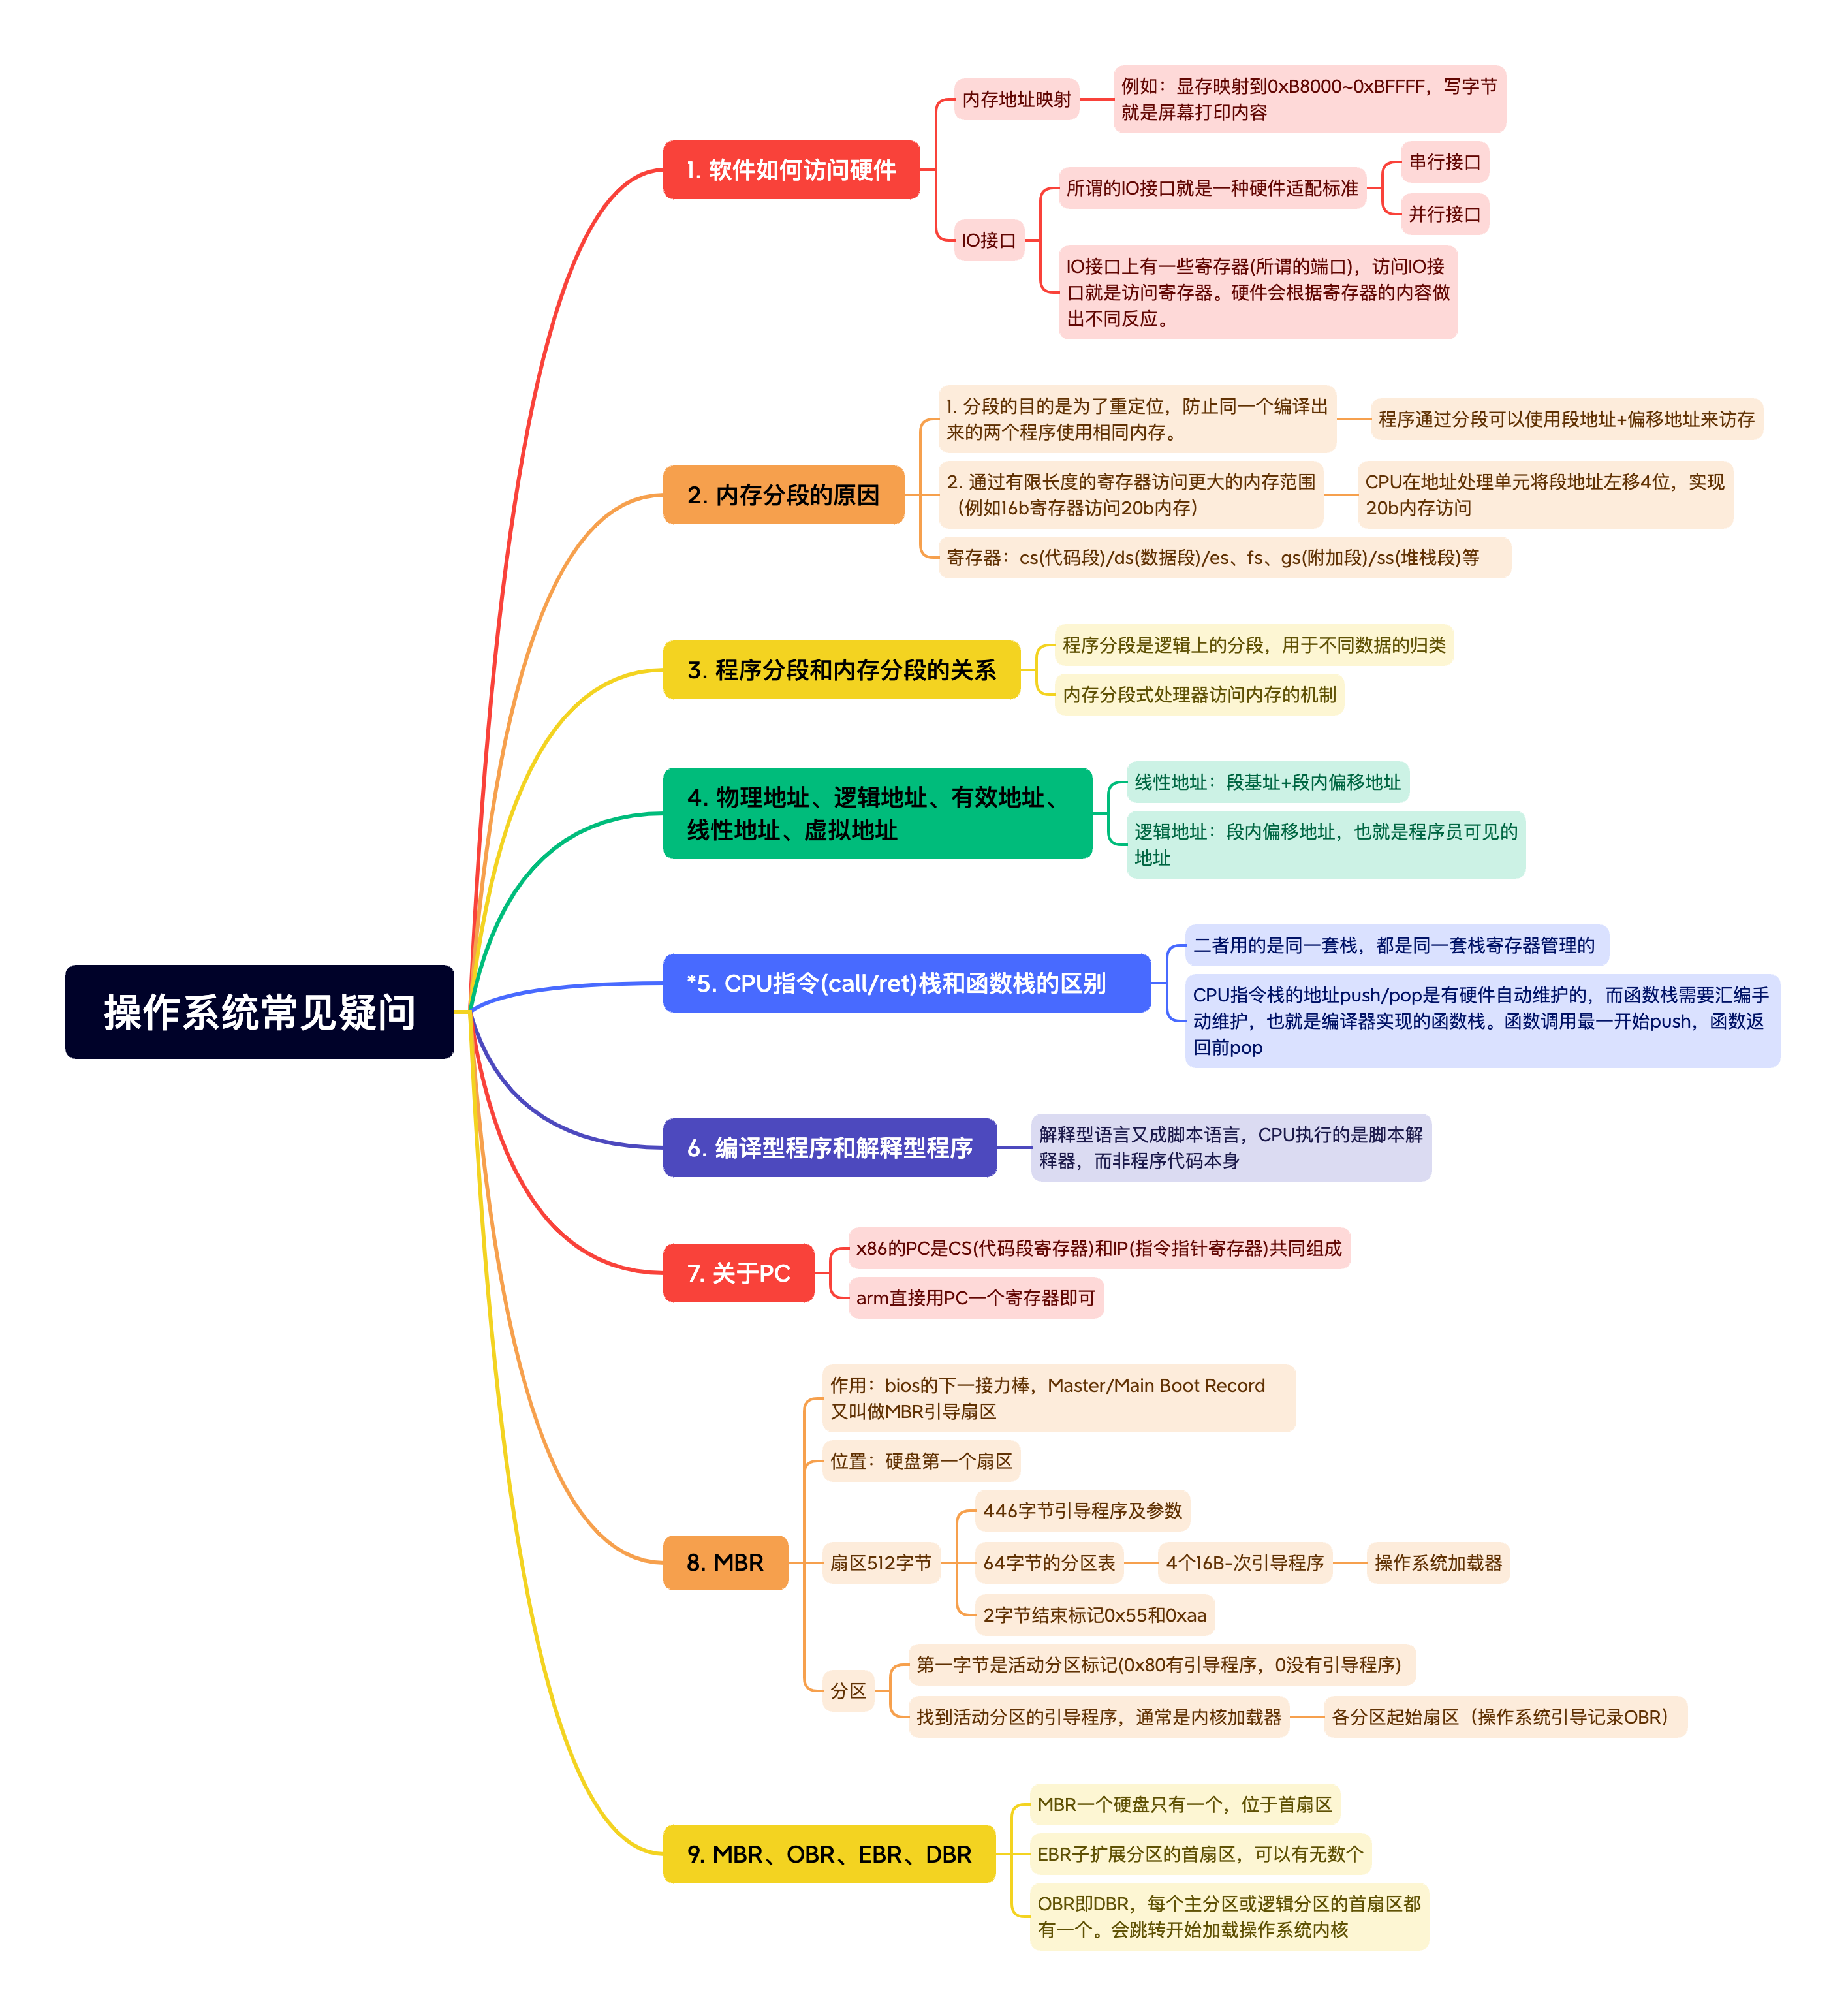 操作系统常见疑问
1. 软件如何访问硬件
内存地址映射
例如：显存映射到0xB8000~0xBFFFF，写字节
就是屏幕打印内容
IO接口
所谓的IO接口就是一种硬件适配标准
串行接口
并行接口
IO接口上有一些寄存器(所谓的端口)，访问IO接
口就是访问寄存器。硬件会根据寄存器的内容做
出不同反应。
2. 内存分段的原因
1. 分段的目的是为了重定位，防止同一个编译出
来的两个程序使用相同内存。
程序通过分段可以使用段地址+偏移地址来访存
2. 通过有限长度的寄存器访问更大的内存范围
（例如16b寄存器访问20b内存）
CPU在地址处理单元将段地址左移4位，实现
20b内存访问
寄存器：cs(代码段)/ds(数据段)/es、fs、gs(附加段)/ss(堆栈段)等
3. 程序分段和内存分段的关系
程序分段是逻辑上的分段，用于不同数据的归类
内存分段式处理器访问内存的机制
4. 物理地址、逻辑地址、有效地址、
线性地址、虚拟地址
线性地址：段基址+段内偏移地址
逻辑地址：段内偏移地址，也就是程序员可见的
地址
*5. CPU指令(call/ret)栈和函数栈的区别
二者用的是同一套栈，都是同一套栈寄存器管理的
CPU指令栈的地址push/pop是有硬件自动维护的，而函数栈需要汇编手
动维护，也就是编译器实现的函数栈。函数调用最一开始push，函数返
回前pop
6. 编译型程序和解释型程序
解释型语言又成脚本语言，CPU执行的是脚本解
释器，而非程序代码本身
7. 关于PC
x86的PC是CS(代码段寄存器)和IP(指令指针寄存器)共同组成
arm直接用PC一个寄存器即可
8. MBR
作用：bios的下一接力棒，Master/Main Boot Record
又叫做MBR引导扇区
位置：硬盘第一个扇区
扇区512字节
446字节引导程序及参数
64字节的分区表
4个16B-次引导程序
操作系统加载器
2字节结束标记0x55和0xaa
分区
第一字节是活动分区标记(0x80有引导程序，0没有引导程序)
找到活动分区的引导程序，通常是内核加载器
各分区起始扇区（操作系统引导记录OBR）
9. MBR、OBR、EBR、DBR
MBR一个硬盘只有一个，位于首扇区
EBR子扩展分区的首扇区，可以有无数个
OBR即DBR，每个主分区或逻辑分区的首扇区都
有一个。会跳转开始加载操作系统内核